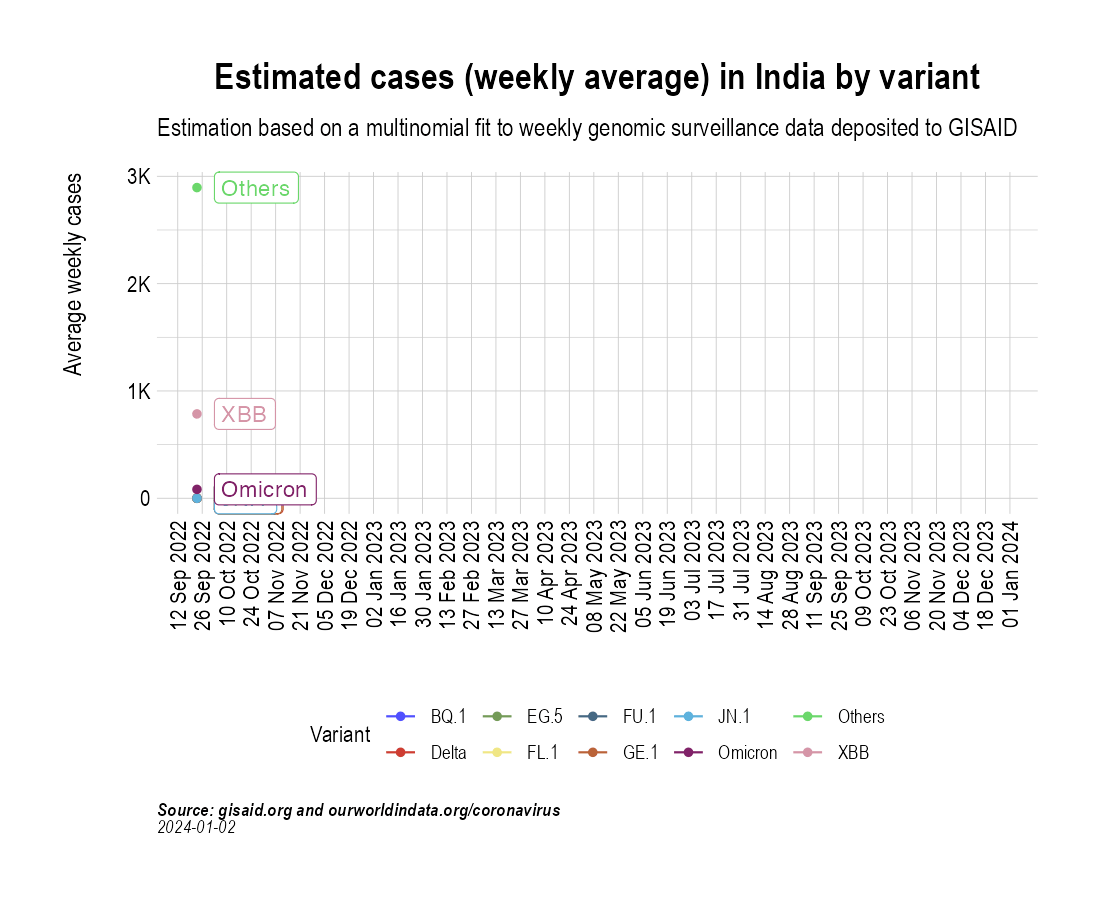 Estimated cases (weekly average) in India by variant
Estimation based on a multinomial fit to weekly genomic surveillance data deposited to GISAID
Average weekly cases
3K
2K
1K
0
Others
XBB
Omicron
12 Sep 2022
26 Sep 2022
10 Oct 2022
24 Oct 2022
07 Nov 2022
21 Nov 2022
05 Dec 2022
19 Dec 2022
02 Jan 2023
16 Jan 2023
30 Jan 2023
13 Feb 2023
27 Feb 2023
13 Mar 2023
27 Mar 2023
10 Apr 2023
24 Apr 2023
08 May 2023
22 May 2023
05 Jun 2023
19 Jun 2023
03 Jul 2023
17 Jul 2023
31 Jul 2023
14 Aug 2023
28 Aug 2023
11 Sep 2023
25 Sep 2023
09 Oct 2023
23 Oct 2023
06 Nov 2023
20 Nov 2023
04 Dec 2023
18 Dec 2023
01 Jan 2024
Variant
BQ.1 EG.5 FU.1 JN.1 Others
Delta FL.1 GE.1 Omicron XBB
Source: gisaid.org and ourworldindata.org/coronavirus
2024-01-02